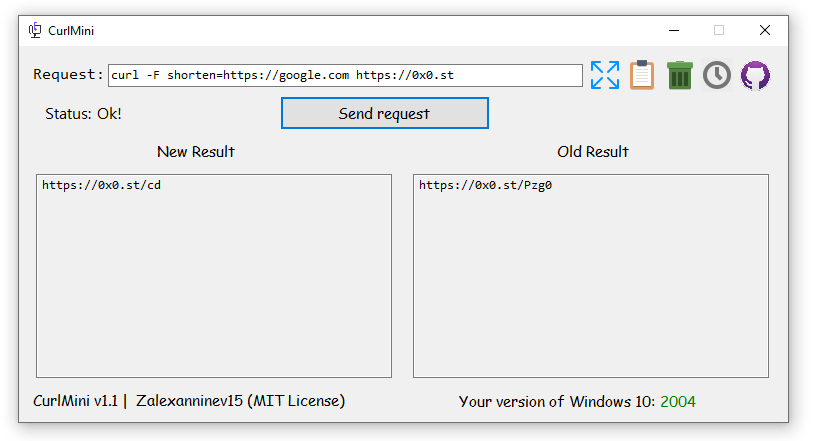 CurlMini
Request: curl -F shorten=https://google.com https://0x0.st
Status: Ok! Send request
New Result Old Result
https://0x0.st/cd https://0x0.st/Pzg0
CurlMini v1.1 | Zalexanninev15 (MIT License) Your version of Windows 10: 2004